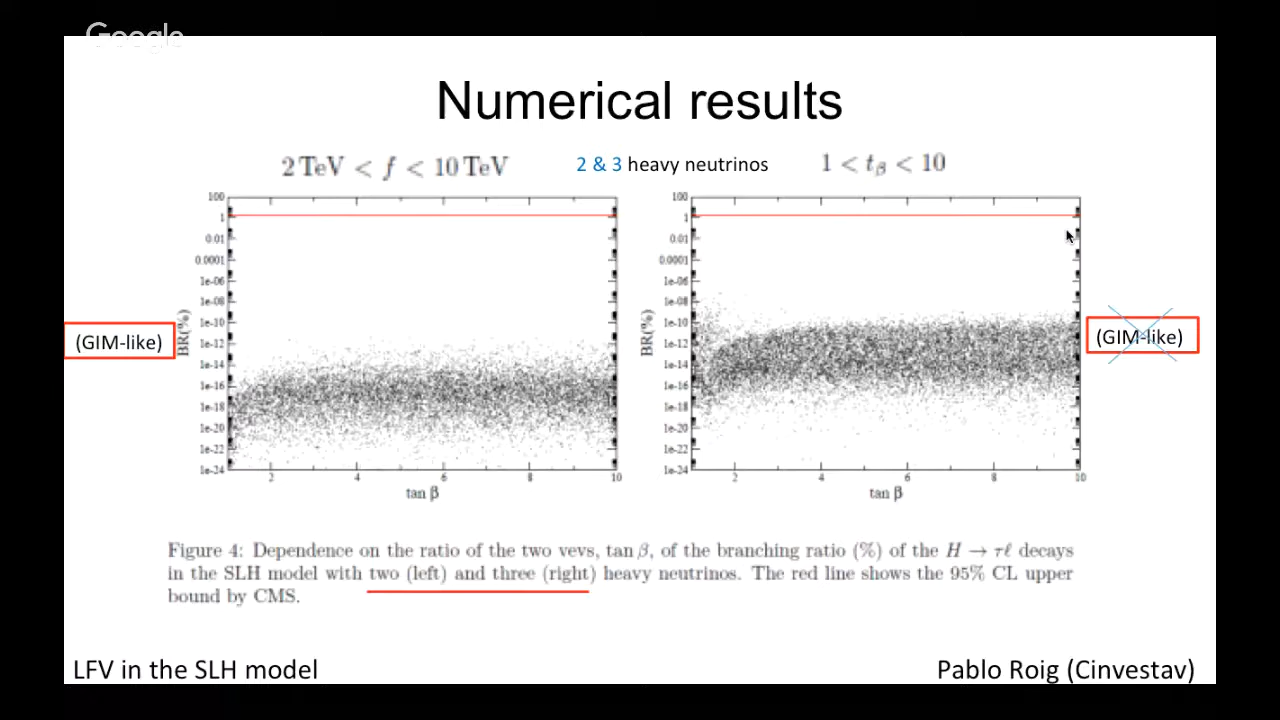 Google
Numerical results
2 TeV < f < 10 TeV
2 & 3 heavy neutrinos
1 < tβ < 10
100
1
0.01
0.0001
1e-06
1e-08
1e-10
1e-12
1e-14
1e-16
1e-18
1e-20
1e-22
1e-24
BR(%)
2 4 6 8 10
tan β
(GIM-like)
100
1
0.01
0.0001
1e-06
1e-08
1e-10
1e-12
1e-14
1e-16
1e-18
1e-20
1e-22
1e-24
BR(%)
2 4 6 8 10
tan β
(GIM-like)
Figure 4: Dependence on the ratio of the two vevs, tan β, of the branching ratio (%) of the H → τℓ decays
in the SLH model with two (left) and three (right) heavy neutrinos. The red line shows the 95% CL upper
bound by CMS.
LFV in the SLH model
Pablo Roig (Cinvestav)